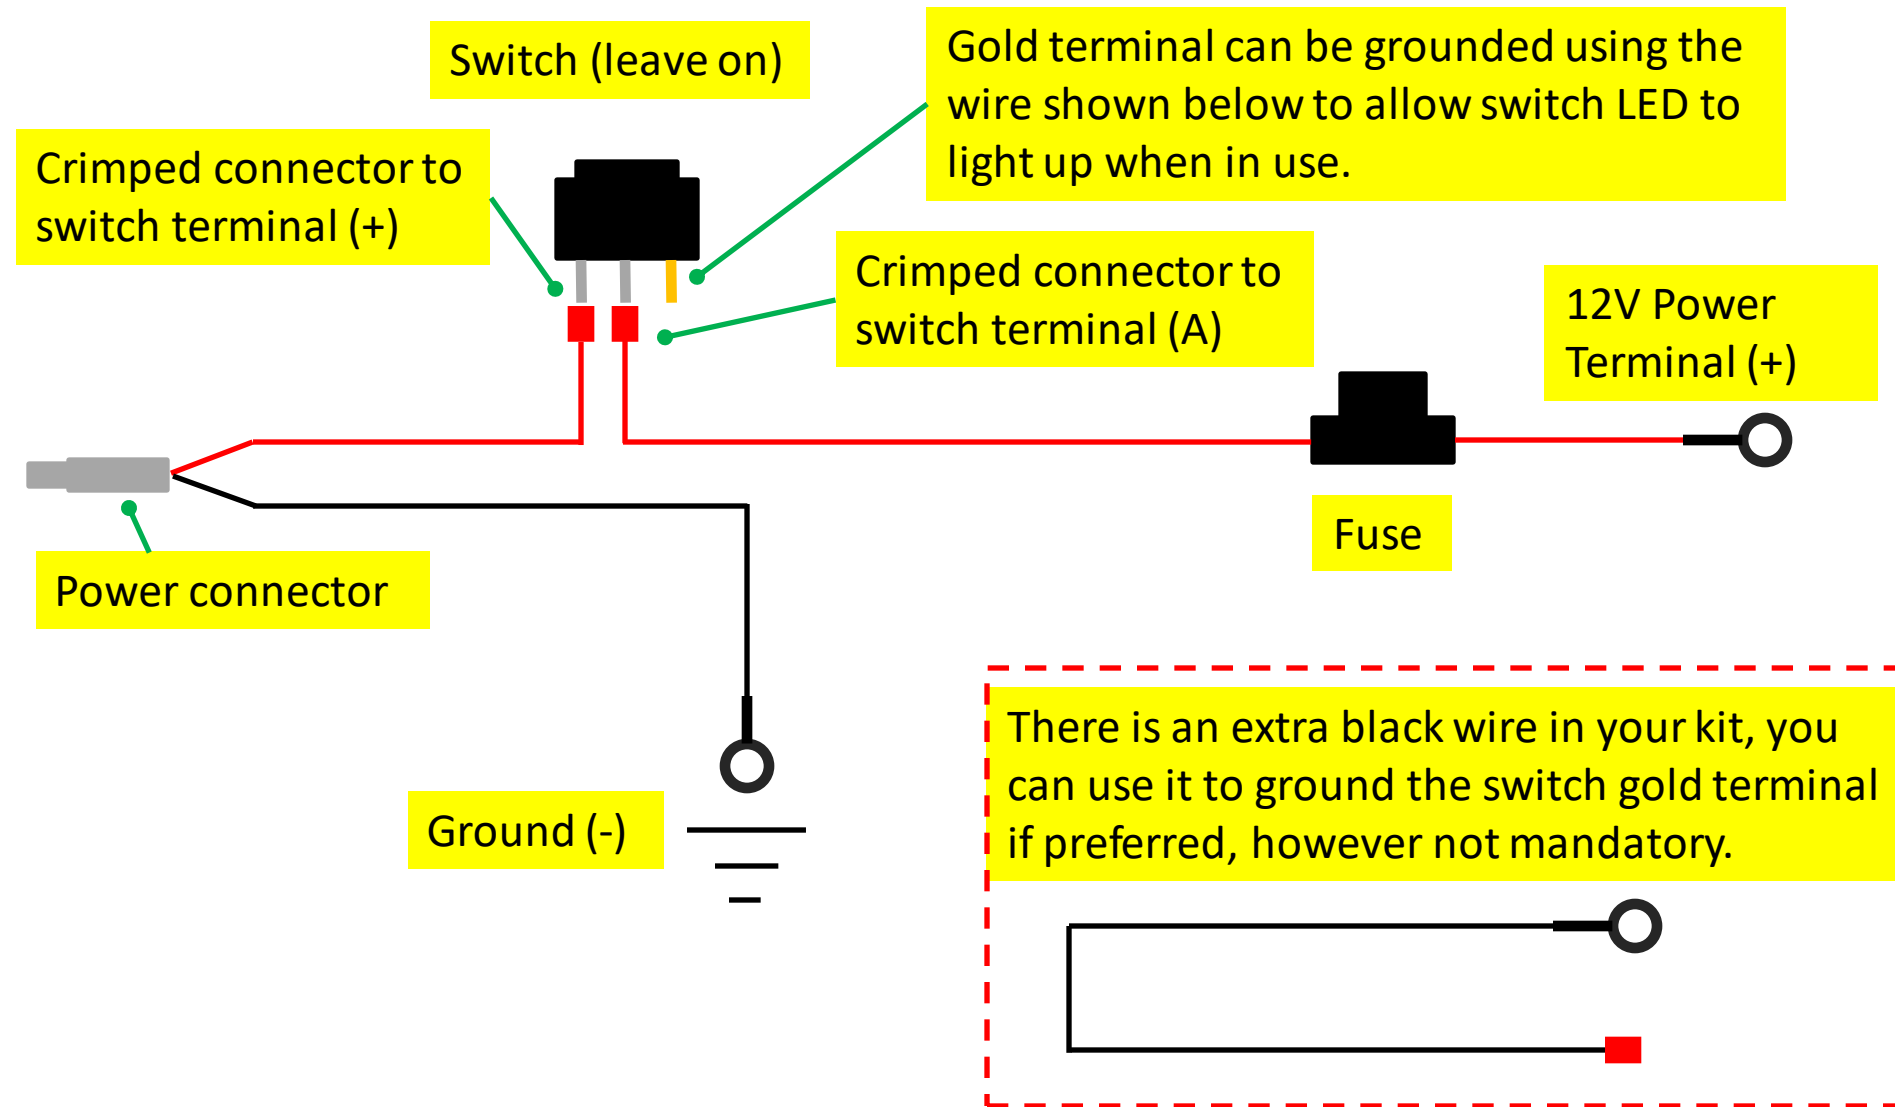 Switch (leave on)
Gold terminal can be grounded using the
wire shown below to allow switch LED to
light up when in use.
Crimped connector to
switch terminal (+)
Crimped connector to
switch terminal (A)
12V Power
Terminal (+)
Fuse
Power connector
Ground (-)
There is an extra black wire in your kit, you
can use it to ground the switch gold terminal
if preferred, however not mandatory.